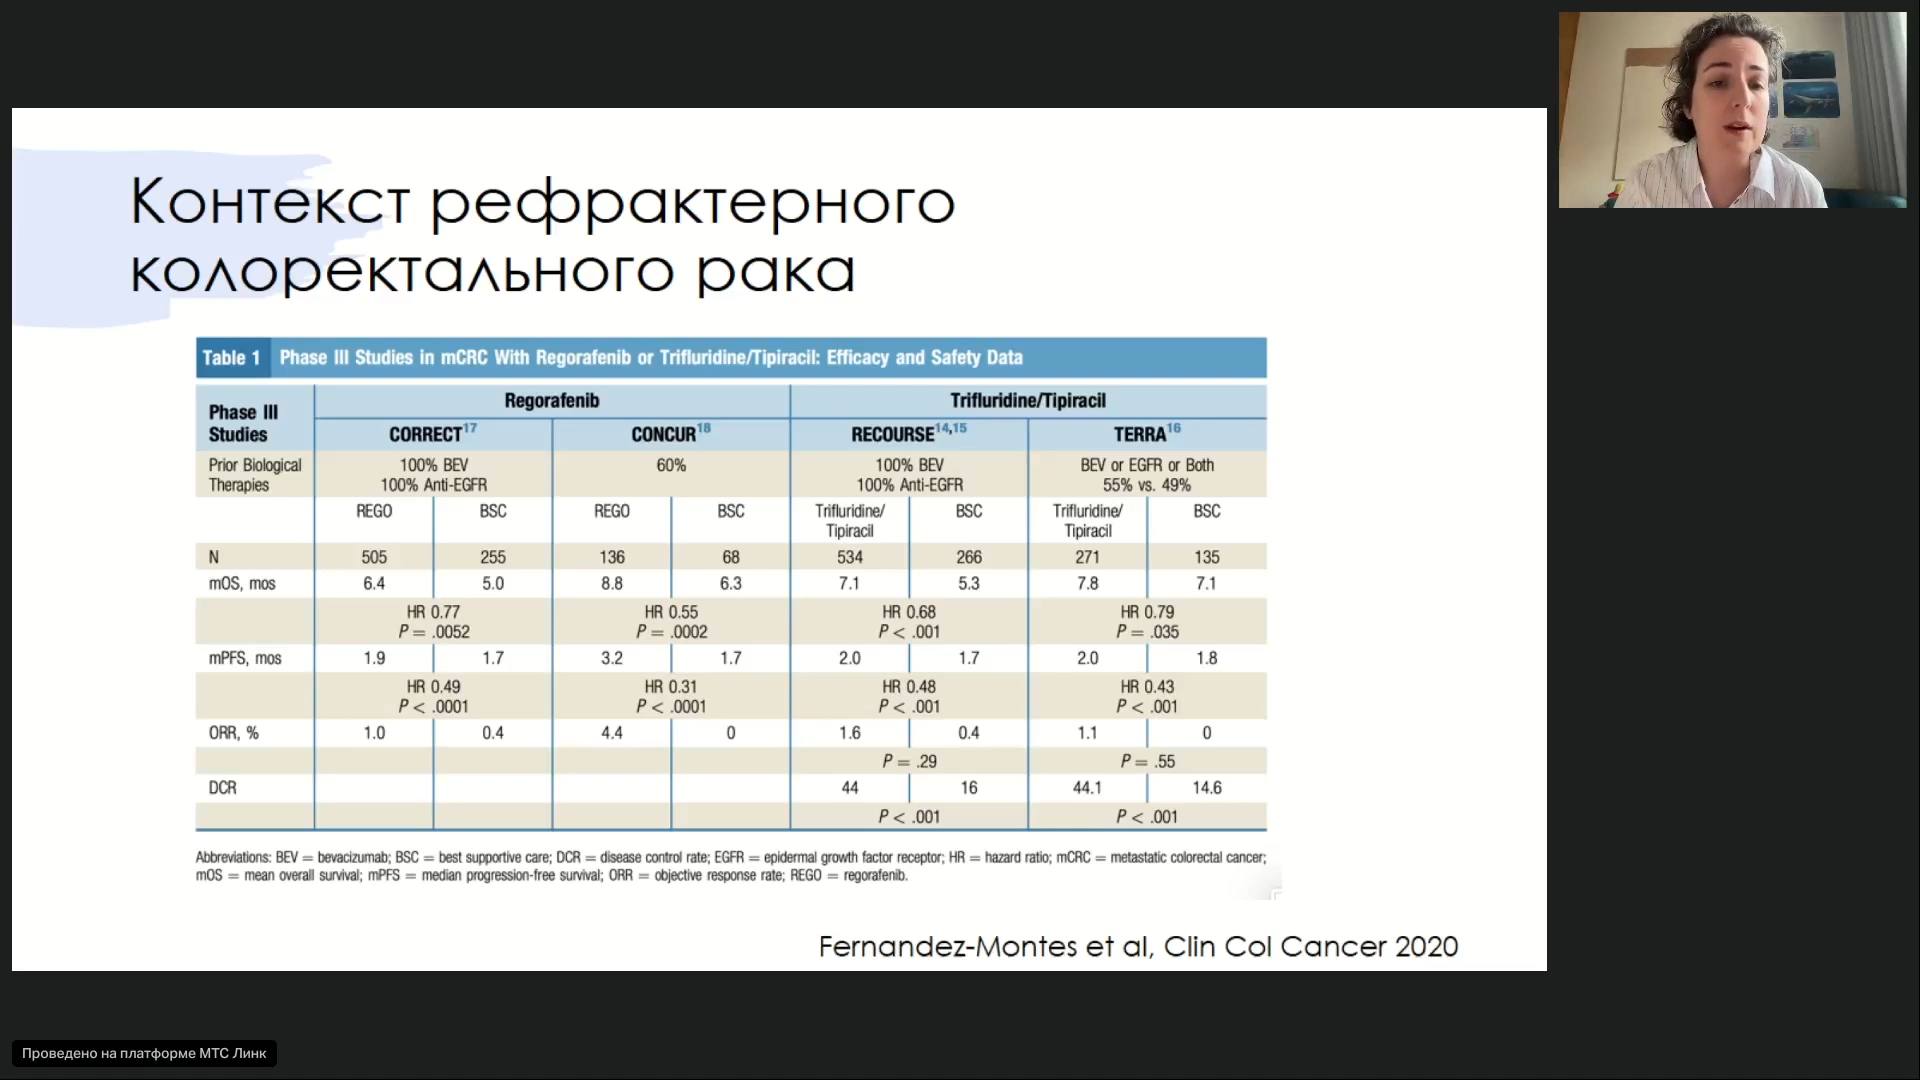 Контекст рефрактерного
колоректального рака
Table 1 Phase III Studies in mCRC With Regorafenib or Trifluridine/Tipiracil: Efficacy and Safety Data
Phase III Studies Regorafenib Trifluridine/Tipiracil
CORRECT17 CONCUR18 RECOURSE14,15 TERRA16
Prior Biological 100% BEV 60% 100% BEV BEV or EGFR or Both
Therapies 100% Anti-EGFR 100% Anti-EGFR 55% vs. 49%
REGO BSC REGO BSC Trifluridine/ BSC Trifluridine/ BSC
Tipiracil Tipiracil
N 505 255 136 68 534 266 271 135
mOS, mos 6.4 5.0 8.8 6.3 7.1 5.3 7.8 7.1
HR 0.77 HR 0.55 HR 0.68 HR 0.79
P = .0052 P = .0002 P < .001 P = .035
mPFS, mos 1.9 1.7 3.2 1.7 2.0 1.7 2.0 1.8
HR 0.49 HR 0.31 HR 0.48 HR 0.43
P < .0001 P < .0001 P < .001 P < .001
ORR, % 1.0 0.4 4.4 0 1.6 0.4 1.1 0
P = .29 P = .55
DCR 44 16 44.1 14.6
P < .001 P < .001
Abbreviations: BEV = bevacizumab; BSC = best supportive care; DCR = disease control rate; EGFR = epidermal growth factor receptor; HR = hazard ratio; mCRC = metastatic colorectal cancer;
mOS = mean overall survival; mPFS = median progression-free survival; ORR = objective response rate; REGO = regorafenib.
Fernandez-Montes et al, Clin Col Cancer 2020
Проведено на платформе МТС Линк